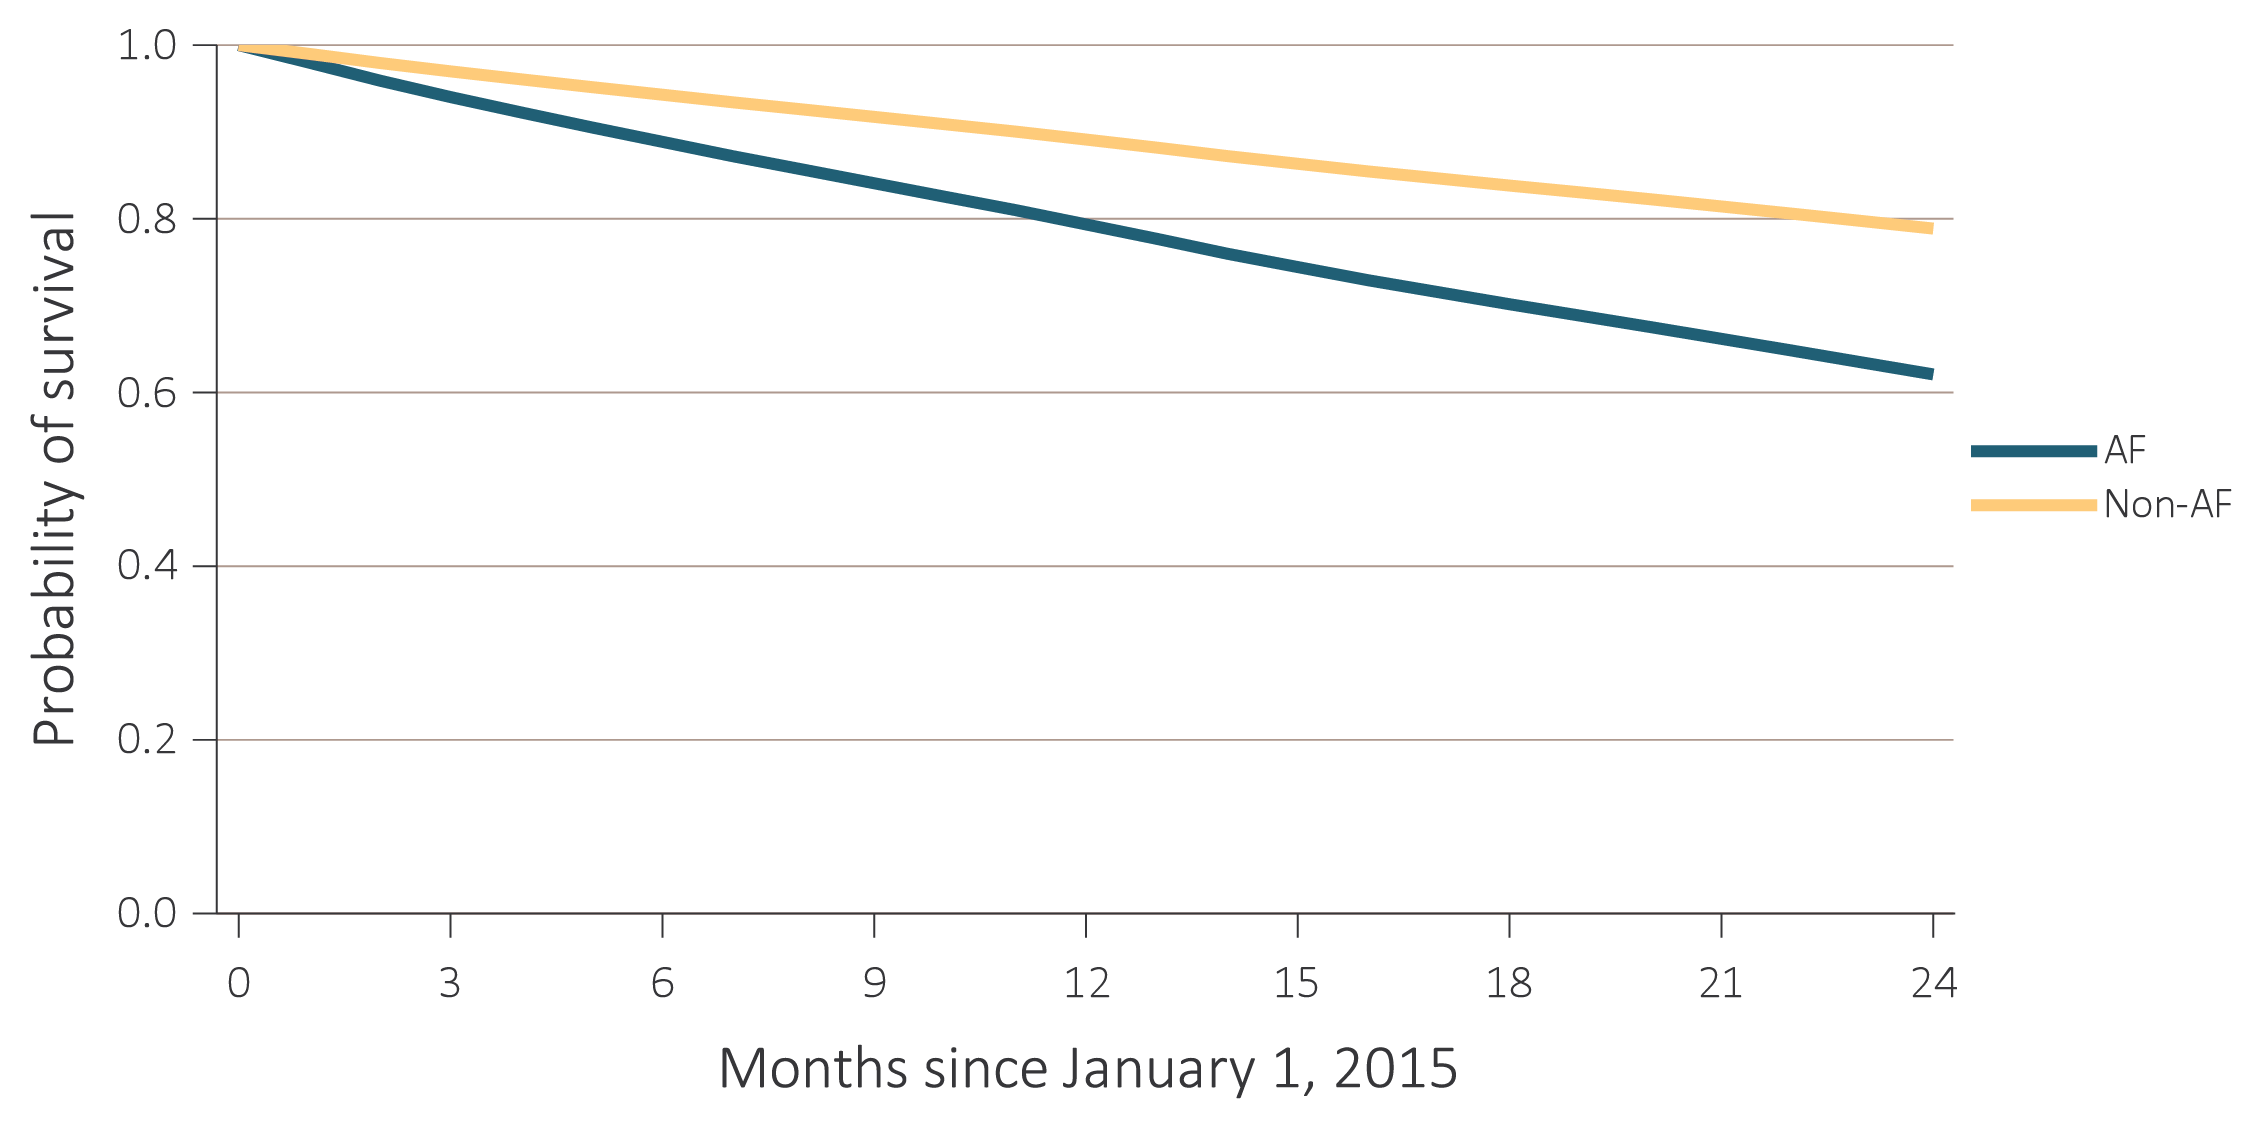 Probability of survival
1.0
0.8
0.6
0.4
0.2
0.0
0 3 6 9 12 15 18 21 24
Months since January 1, 2015
AF
Non-AF